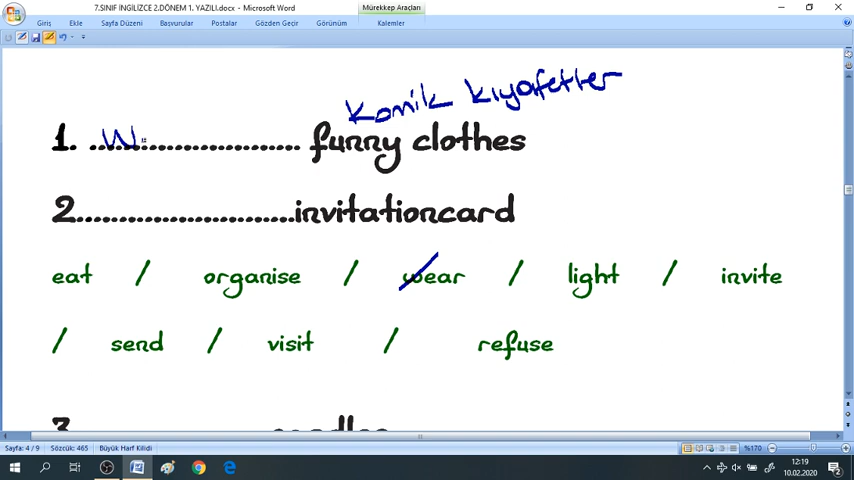 7.SINIF İNGİLİZCE 2.DÖNEM 1. YAZILI.docx - Microsoft Word
Mürekkep Araçları
Giriş Ekle Sayfa Düzeni Başvurular Postalar Gözden Geçir Görünüm Kalemler
Komik kıyafetler
1. W funny clothes
2..........................invitationcard
eat / organise / wear / light / invite
/ send / visit / refuse
3
Sayfa: 4 / 9 Sözcük: 465 Büyük Harf Kilidi %170
12:19
10.02.2020
2